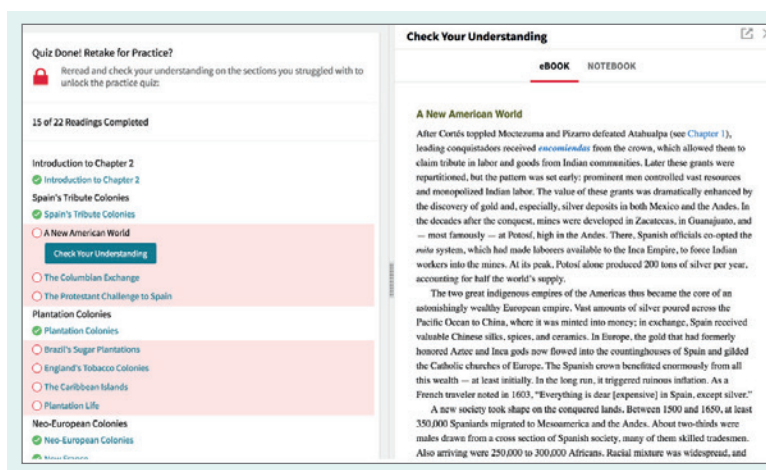 Quiz Done! Retake for Practice?
Reread and check your understanding on the sections you struggled with to
unlock the practice quiz:
15 of 22 Readings Completed
Introduction to Chapter 2
Introduction to Chapter 2
Spain's Tribute Colonies
Spain's Tribute Colonies
A New American World
Check Your Understanding
The Columbian Exchange
The Protestant Challenge to Spain
Plantation Colonies
Plantation Colonies
Brazil's Sugar Plantations
England's Tobacco Colonies
The Caribbean Islands
Plantation Life
Neo-European Colonies
Neo-European Colonies
New France
Check Your Understanding
eBOOK NOTEBOOK
A New American World
After Cortés toppled Moctezuma and Pizarro defeated Atahualpa (see Chapter 1),
leading conquistadors received encomiendas from the crown, which allowed them to
claim tribute in labor and goods from Indian communities. Later these grants were
repartitioned, but the pattern was set early: prominent men controlled vast resources
and monopolized Indian labor. The value of these grants was dramatically enhanced by
the discovery of gold and, especially, silver deposits in both Mexico and the Andes. In
the decades after the conquest, mines were developed in Zacatecas, in Guanajuato, and
— most famously — at Potosí, high in the Andes. There, Spanish officials co-opted the
mita system, which had made laborers available to the Inca Empire, to force Indian
workers into the mines. At its peak, Potosí alone produced 200 tons of silver per year,
accounting for half the world's supply.
The two great indigenous empires of the Americas thus became the core of an
astonishingly wealthy European empire. Vast amounts of silver poured across the
Pacific Ocean to China, where it was minted into money; in exchange, Spain received
valuable Chinese silks, spices, and ceramics. In Europe, the gold that had formerly
honored Aztec and Inca gods now flowed into the countinghouses of Spain and gilded
the Catholic churches of Europe. The Spanish crown benefitted enormously from all
this wealth — at least initially. In the long run, it triggered ruinous inflation. As a
French traveler noted in 1603, "Everything is dear [expensive] in Spain, except silver."
A new society took shape on the conquered lands. Between 1500 and 1650, at least
350,000 Spaniards migrated to Mesoamerica and the Andes. About two-thirds were
males drawn from a cross section of Spanish society, many of them skilled tradesmen.
Also arriving were 250,000 to 300,000 Africans. Racial mixture was widespread, and